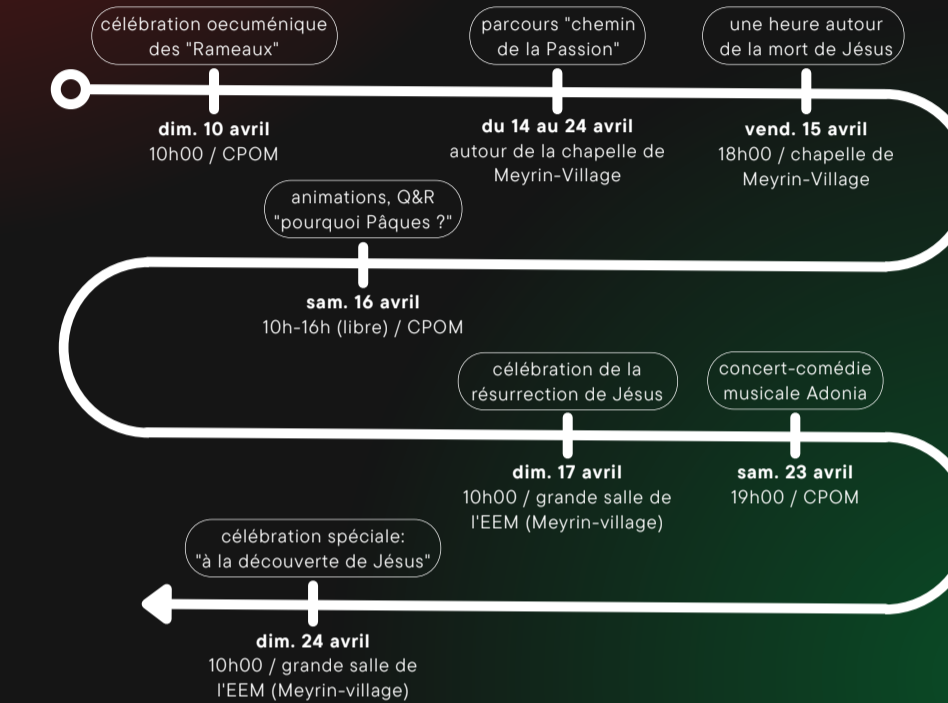 célébration oecuménique
des "Rameaux"
dim. 10 avril
10h00 / CPOM
parcours "chemin
de la Passion"
du 14 au 24 avril
autour de la chapelle de
Meyrin-Village
une heure autour
de la mort de Jésus
vend. 15 avril
18h00 / chapelle de
Meyrin-Village
animations, Q&R
"pourquoi Pâques ?"
sam. 16 avril
10h-16h (libre) / CPOM
célébration de la
résurrection de Jésus
dim. 17 avril
10h00 / grande salle de
l'EEM (Meyrin-village)
concert-comédie
musicale Adonia
sam. 23 avril
19h00 / CPOM
célébration spéciale:
"à la découverte de Jésus"
dim. 24 avril
10h00 / grande salle de
l'EEM (Meyrin-village)